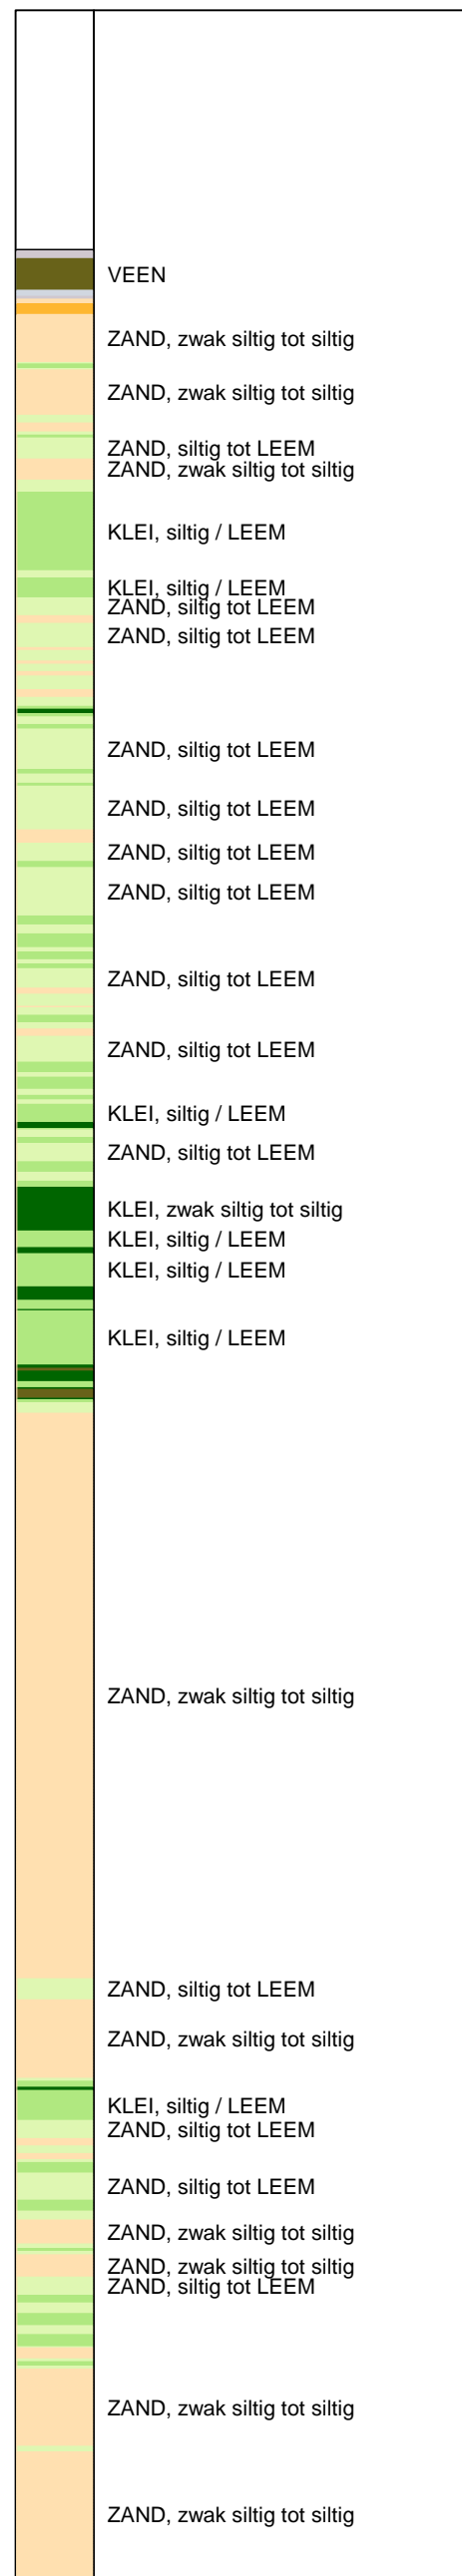 VEEN
ZAND, zwak siltig tot siltig
ZAND, zwak siltig tot siltig
ZAND, siltig tot LEEM
ZAND, zwak siltig tot siltig
KLEI, siltig / LEEM
KLEI, siltig / LEEM
ZAND, siltig tot LEEM
ZAND, siltig tot LEEM
ZAND, siltig tot LEEM
ZAND, siltig tot LEEM
ZAND, siltig tot LEEM
ZAND, siltig tot LEEM
ZAND, siltig tot LEEM
ZAND, siltig tot LEEM
KLEI, siltig / LEEM
ZAND, siltig tot LEEM
KLEI, zwak siltig tot siltig
KLEI, siltig / LEEM
KLEI, siltig / LEEM
KLEI, siltig / LEEM
ZAND, zwak siltig tot siltig
ZAND, siltig tot LEEM
ZAND, zwak siltig tot siltig
KLEI, siltig / LEEM
ZAND, siltig tot LEEM
ZAND, siltig tot LEEM
ZAND, zwak siltig tot siltig
ZAND, zwak siltig tot siltig
ZAND, siltig tot LEEM
ZAND, zwak siltig tot siltig
ZAND, zwak siltig tot siltig